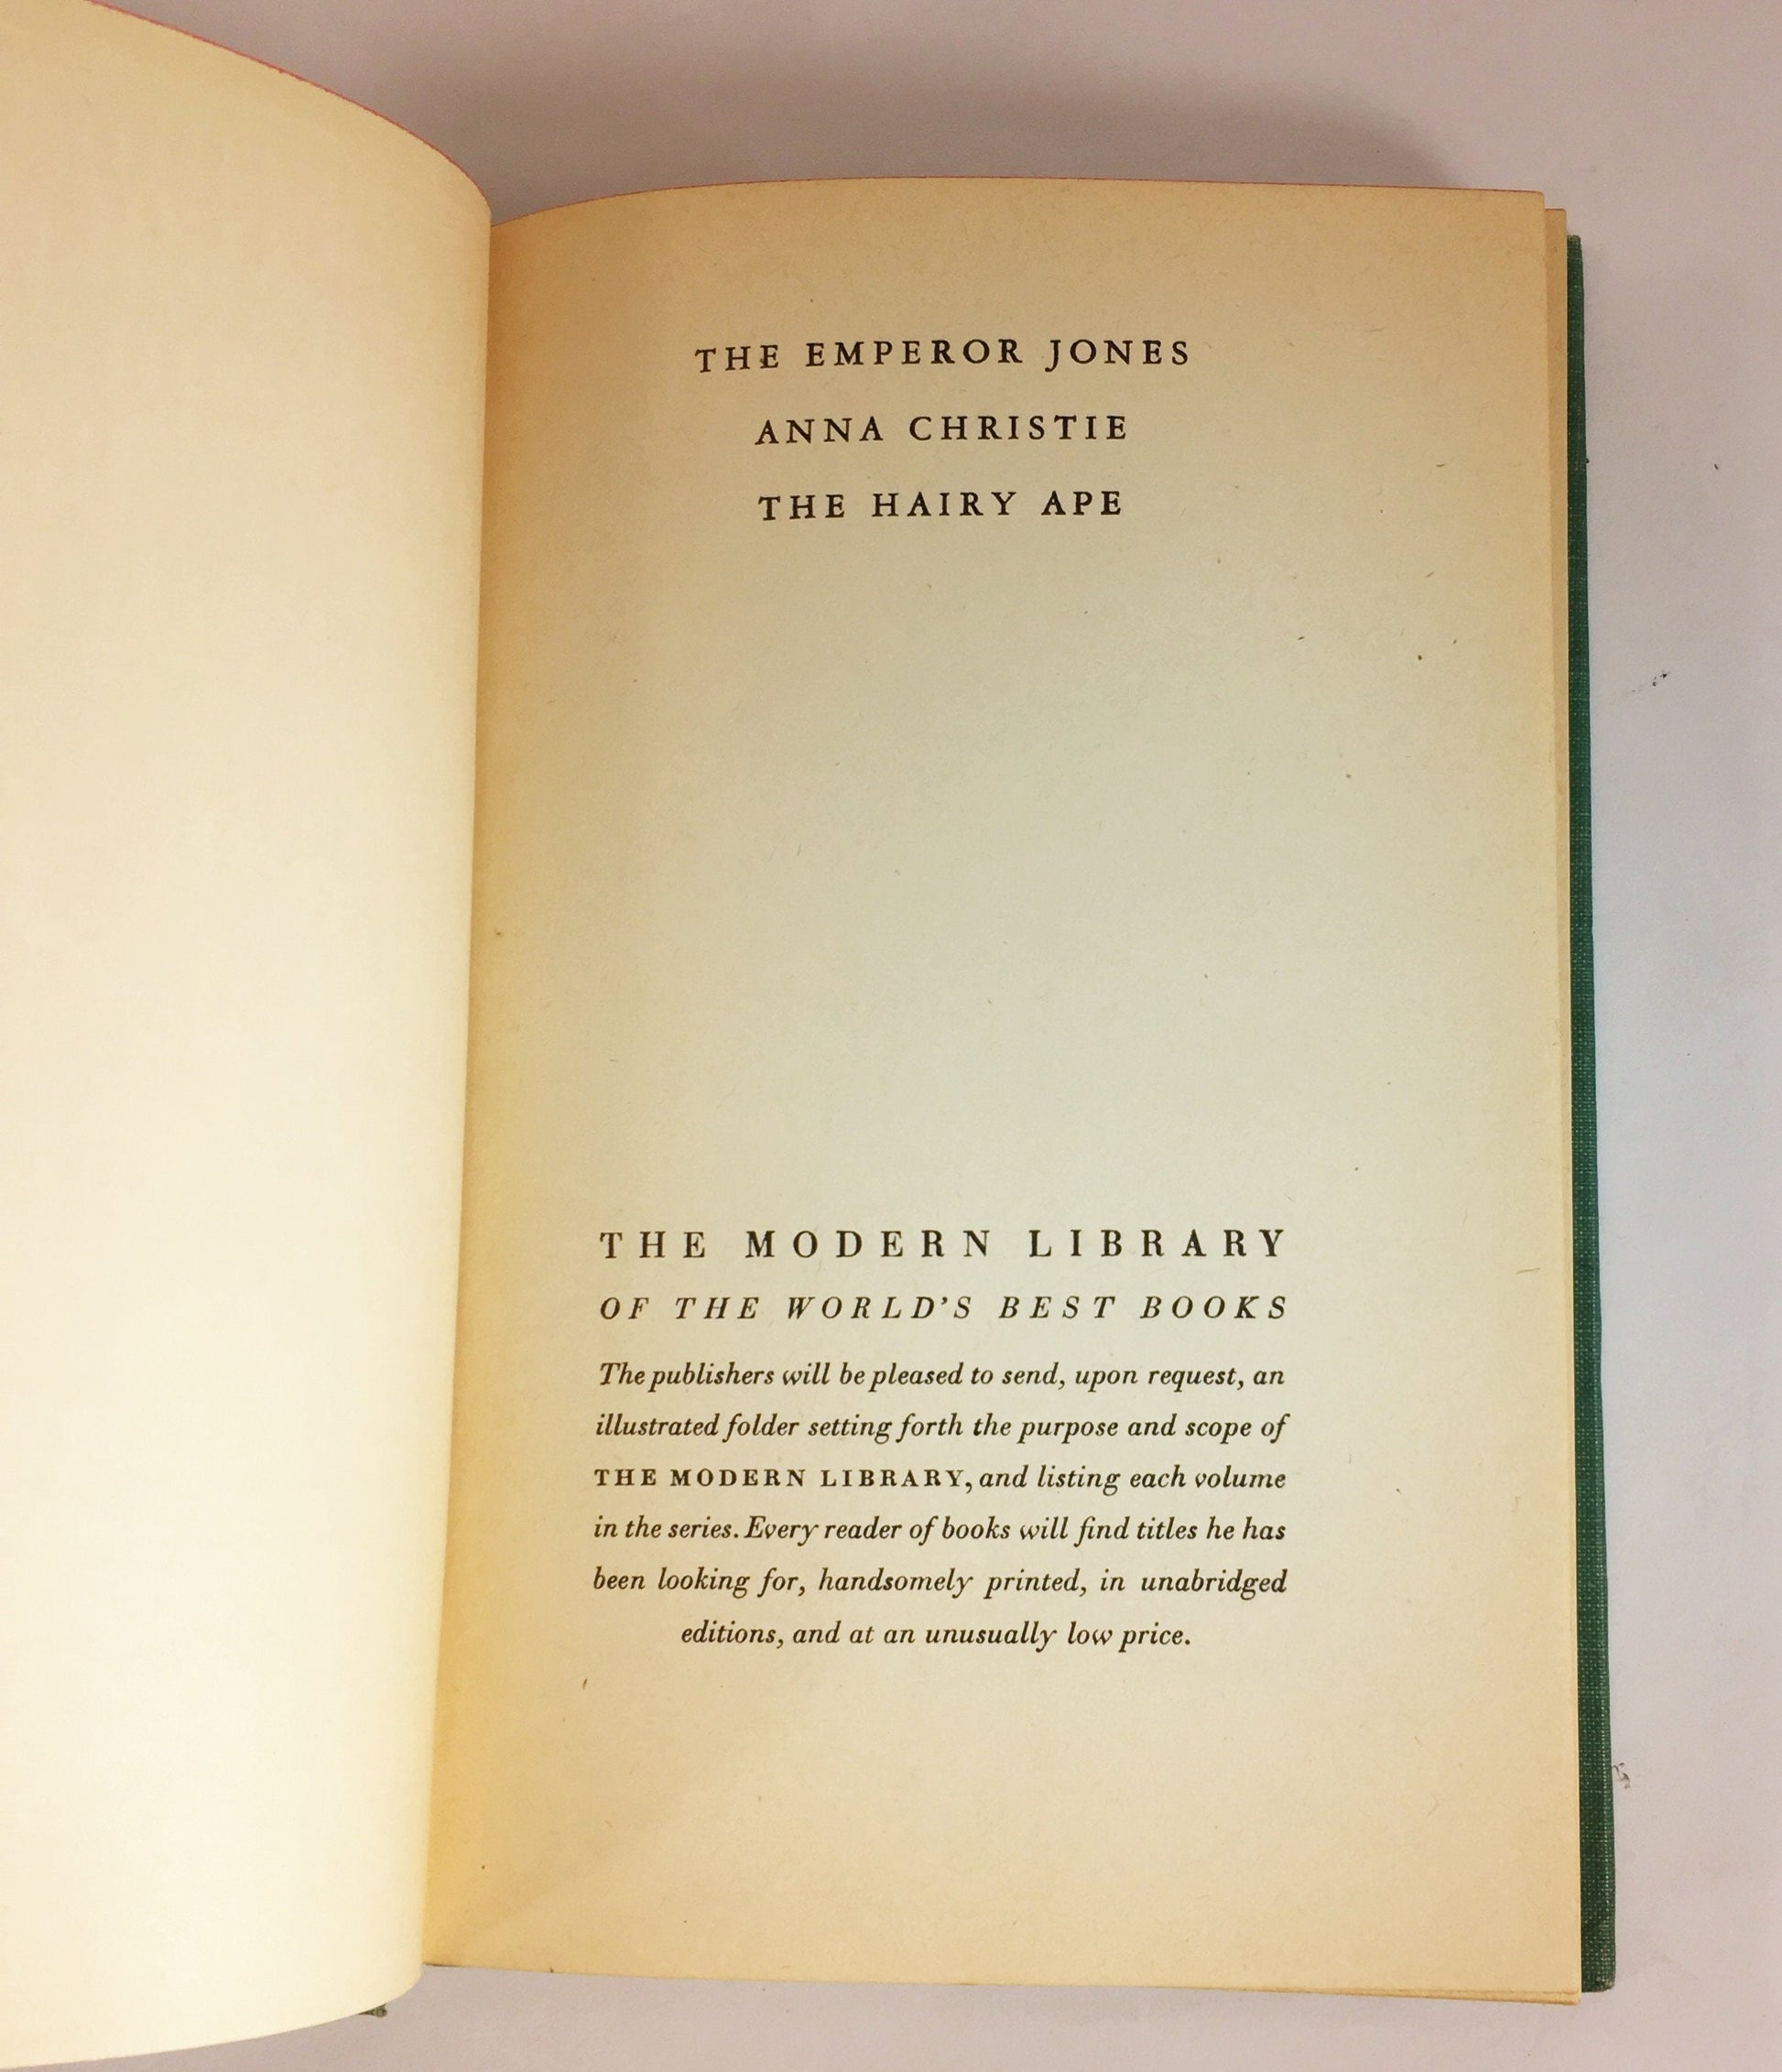 THE EMPEROR JONES
ANNA CHRISTIE
THE HAIRY APE
THE MODERN LIBRARY
OF THE WORLD'S BEST BOOKS
The publishers will be pleased to send, upon request, an
illustrated folder setting forth the purpose and scope of
THE MODERN LIBRARY, and listing each volume
in the series. Every reader of books will find titles he has
been looking for, handsomely printed, in unabridged
editions, and at an unusually low price.